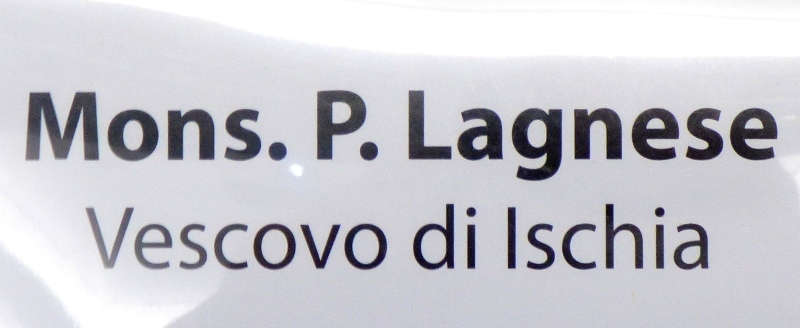 Mons. P. Lagnese
Vescovo di Ischia